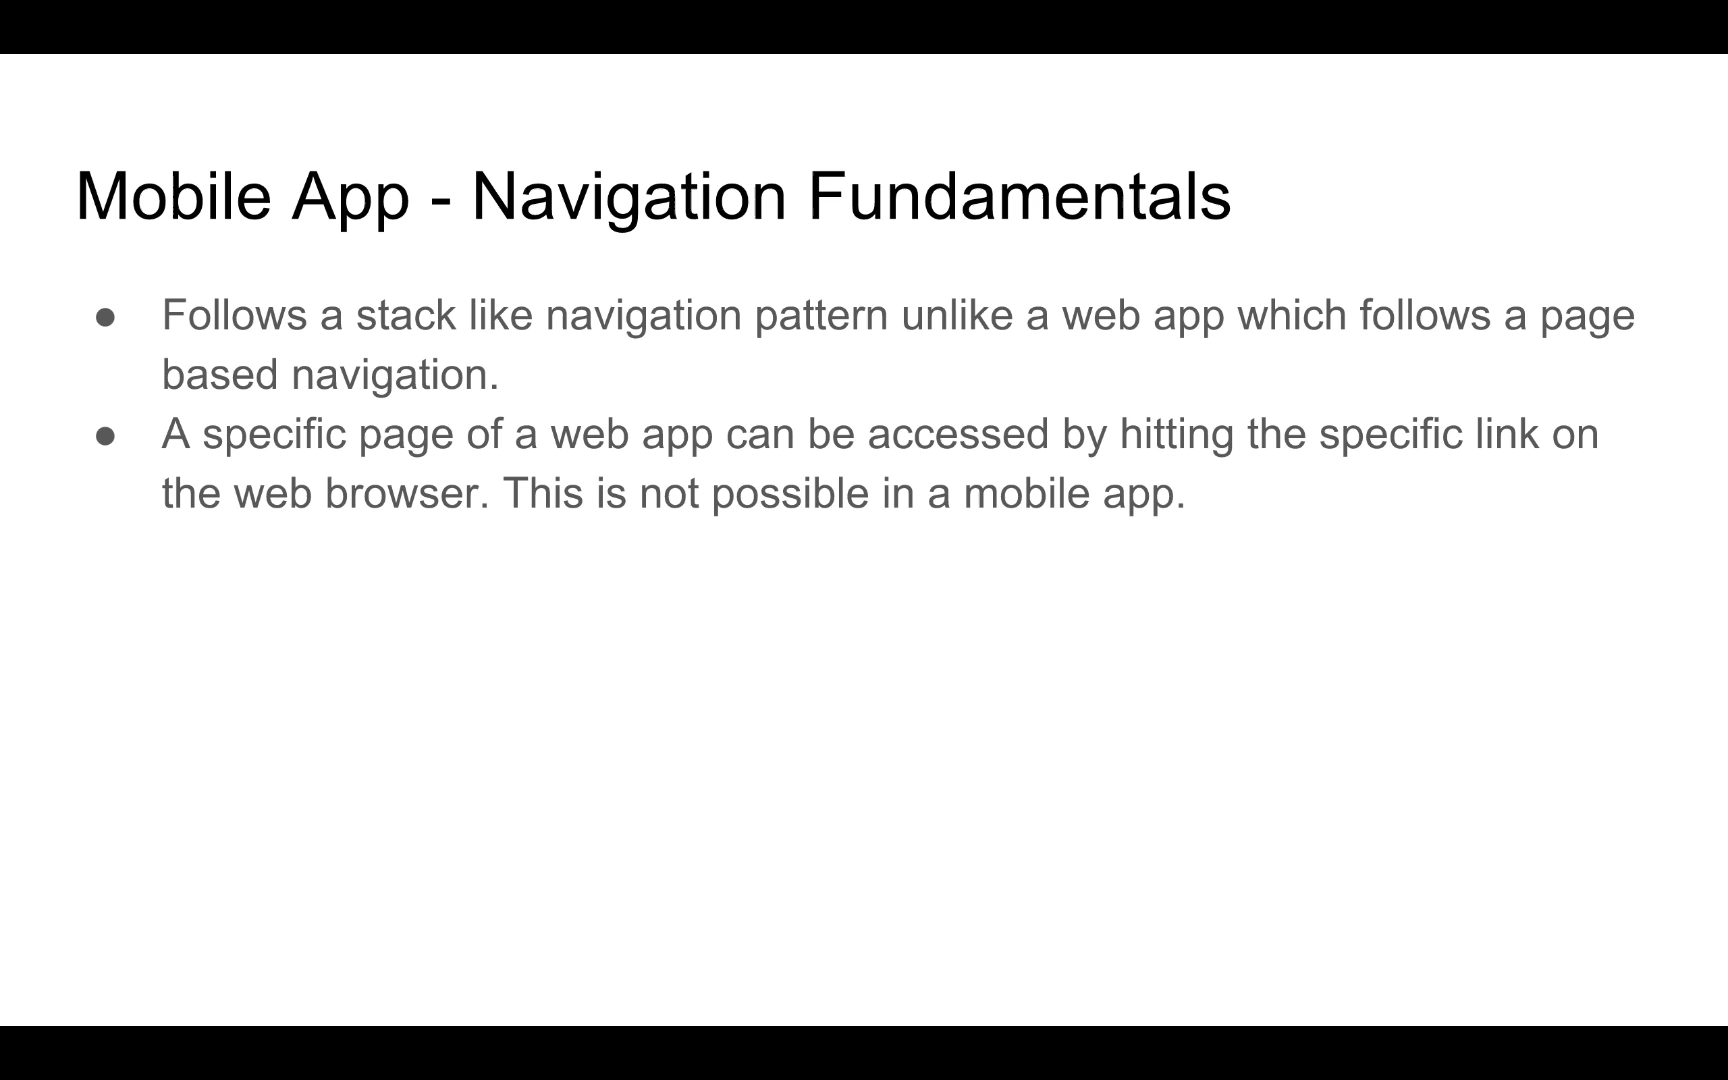 Mobile App - Navigation Fundamentals
● Follows a stack like navigation pattern unlike a web app which follows a page
based navigation.
● A specific page of a web app can be accessed by hitting the specific link on
the web browser. This is not possible in a mobile app.